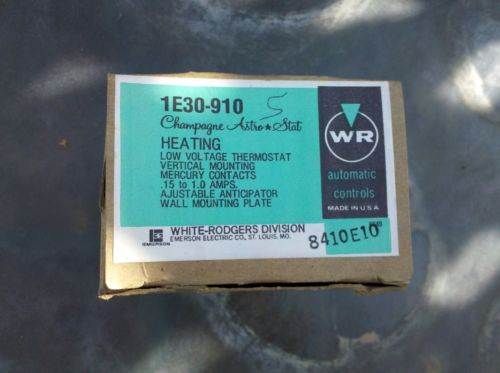 1E30-910 5
Champagne Astro★Stat
HEATING
LOW VOLTAGE THERMOSTAT
VERTICAL MOUNTING
MERCURY CONTACTS
.15 to 1.0 AMPS.
AJUSTABLE ANTICIPATOR
WALL MOUNTING PLATE
WR
automatic
controls
MADE IN U.S.A.
EMERSON
WHITE-RODGERS DIVISION
EMERSON ELECTRIC CO., ST. LOUIS, MO.
8410E10